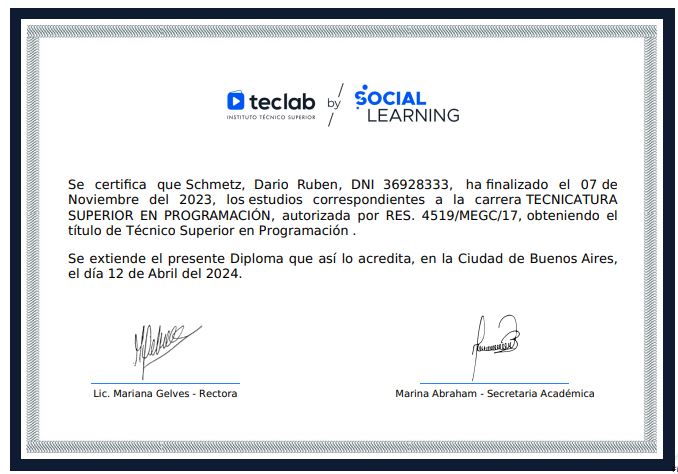 teclab
INSTITUTO TÉCNICO SUPERIOR
by
SOCIAL
LEARNING
Se certifica que Schmetz, Dario Ruben, DNI 36928333, ha finalizado el 07 de
Noviembre del 2023, los estudios correspondientes a la carrera TECNICATURA
SUPERIOR EN PROGRAMACIÓN, autorizada por RES. 4519/MEGC/17, obteniendo el
título de Técnico Superior en Programación .
Se extiende el presente Diploma que así lo acredita, en la Ciudad de Buenos Aires,
el día 12 de Abril del 2024.
Lic. Mariana Gelves - Rectora
Marina Abraham - Secretaria Académica